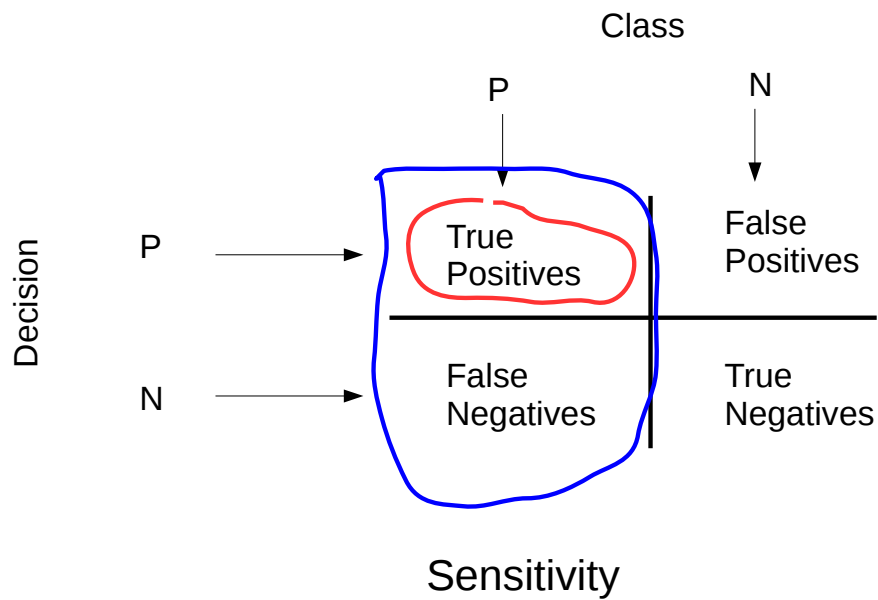 Class
P
N
Decision
P
True
Positives
False
Positives
N
False
Negatives
True
Negatives
Sensitivity